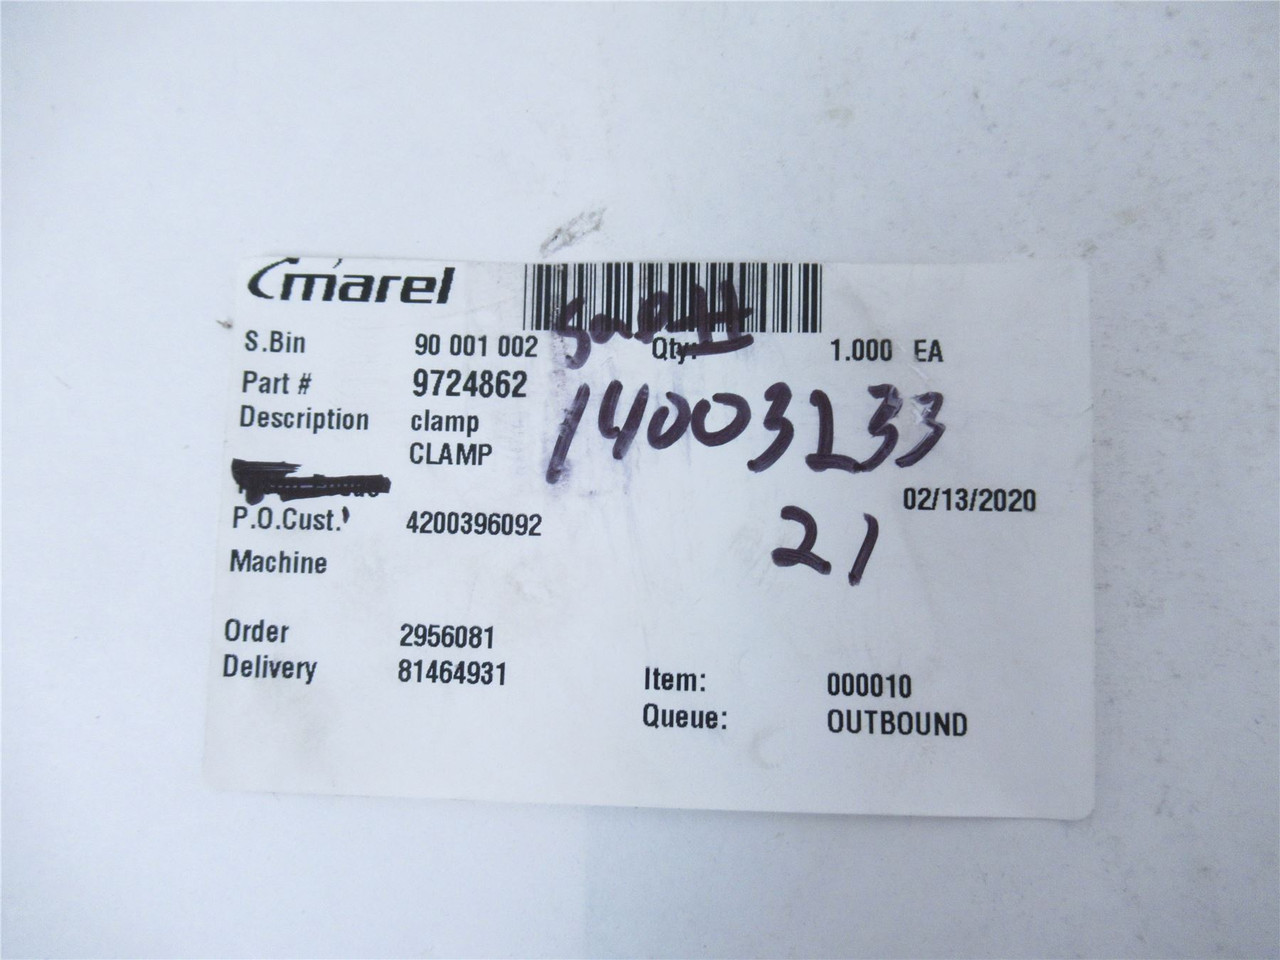 marel
S.Bin 90 001 002 Qty: 1.000 EA
Part # 9724862
Description clamp
CLAMP
14003233
02/13/2020
P.O.Cust. 4200396092
21
Machine
Order 2956081
Delivery 81464931
Item: 000010
Queue: OUTBOUND